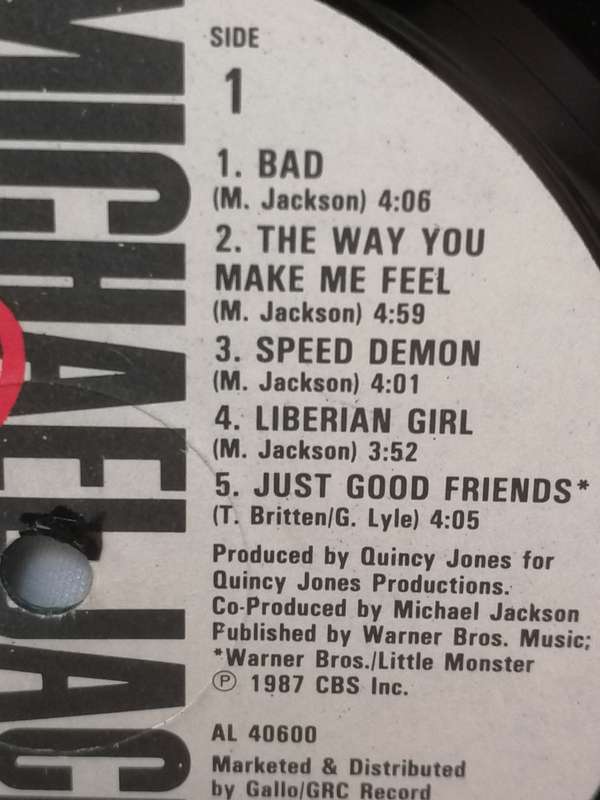 MICHAEL JAC
SIDE
1
1. BAD
(M. Jackson) 4:06
2. THE WAY YOU
MAKE ME FEEL
(M. Jackson) 4:59
3. SPEED DEMON
(M. Jackson) 4:01
4. LIBERIAN GIRL
(M. Jackson) 3:52
5. JUST GOOD FRIENDS*
(T. Britten/G. Lyle) 4:05
Produced by Quincy Jones for
Quincy Jones Productions.
Co-Produced by Michael Jackson
Published by Warner Bros. Music;
*Warner Bros./Little Monster
℗ 1987 CBS Inc.
AL 40600
Marketed & Distributed
by Gallo/GRC Record